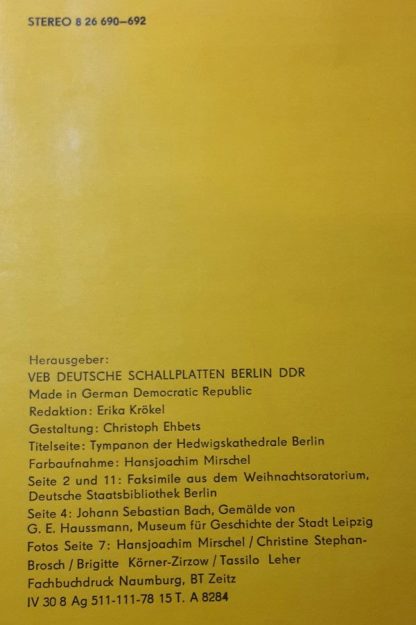 STEREO 8 26 690–692
Herausgeber:
VEB DEUTSCHE SCHALLPLATTEN BERLIN DDR
Made in German Democratic Republic
Redaktion: Erika Krökel
Gestaltung: Christoph Ehbets
Titelseite: Tympanon der Hedwigskathedrale Berlin
Farbaufnahme: Hansjoachim Mirschel
Seite 2 und 11: Faksimile aus dem Weihnachtsoratorium,
Deutsche Staatsbibliothek Berlin
Seite 4: Johann Sebastian Bach, Gemälde von
G. E. Haussmann, Museum für Geschichte der Stadt Leipzig
Fotos Seite 7: Hansjoachim Mirschel / Christine Stephan-
Brosch / Brigitte Körner-Zirzow / Tassilo Leher
Fachbuchdruck Naumburg, BT Zeitz
IV 30 8 Ag 511-111-78 15 T. A 8284